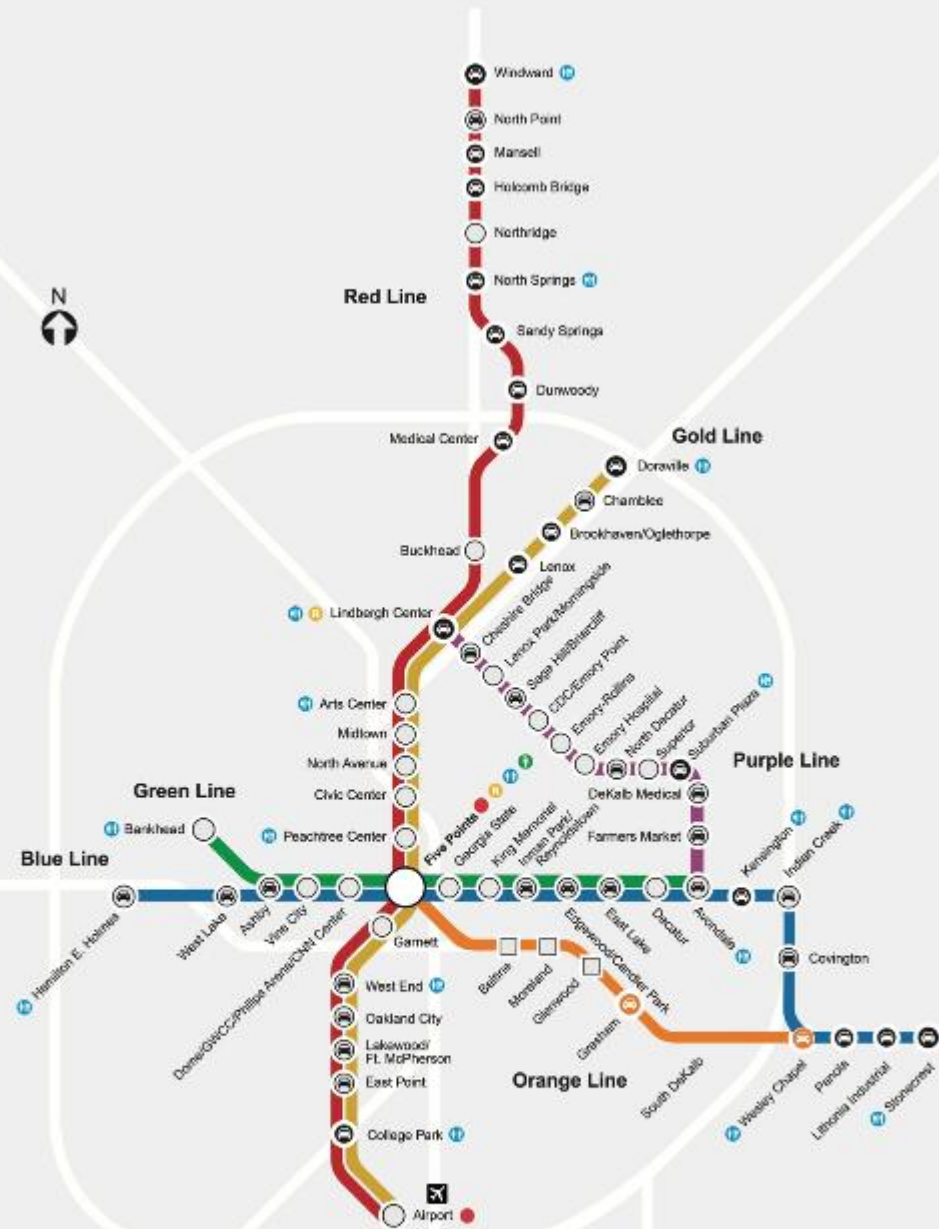 Windward
North Point
Mansell
Holcomb Bridge
Northridge
North Springs
Red Line
N
Sandy Springs
Dunwoody
Medical Center
Gold Line
Doraville
Chamblee
Brookhaven/Oglethorpe
Lenox
Buckhead
Lindbergh Center
Cheshire Bridge
Lenox Park/Morningside
Sage Hill/Briarcliff
CDC/Emory Point
Emory-Rollins
Emory Hospital
North Decatur
Superior
Suburban Plaza
Purple Line
DeKalb Medical
Farmers Market
Arts Center
Midtown
North Avenue
Civic Center
Peachtree Center
Green Line
Bankhead
Blue Line
Five Points
Georgia State
King Memorial
Inman Park/
Reynoldstown
Kensington
Indian Creek
Hamilton E. Holmes
West Lake
Ashby
Vine City
Dome/GWCC/Philips Arena/CNN Center
Garnett
Edgewood/Candler Park
East Lake
Decatur
Avondale
Covington
West End
Oakland City
Lakewood/
Ft. McPherson
East Point
College Park
Airport
Beltline
Moreland
Glenwood
Gresham
South DeKalb
Orange Line
Wesley Chapel
Panola
Lithonia Industrial
Stonecrest